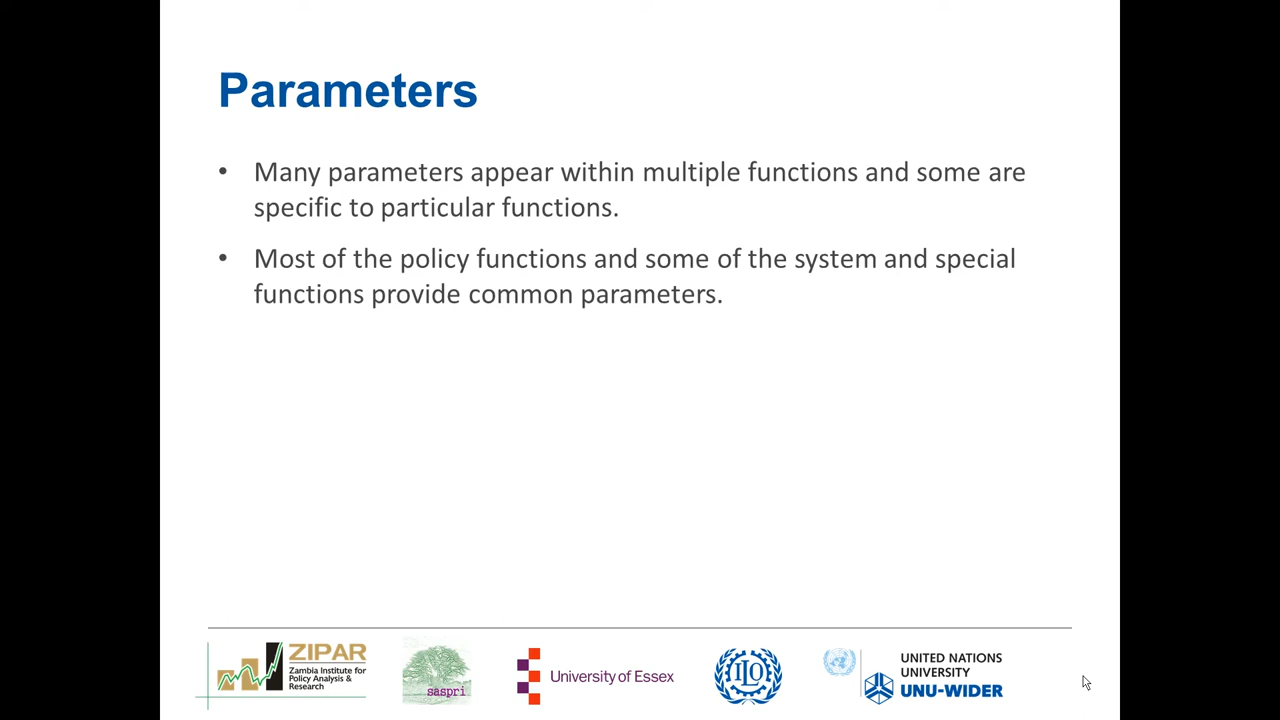 Parameters
• Many parameters appear within multiple functions and some are
specific to particular functions.
• Most of the policy functions and some of the system and special
functions provide common parameters.
ZIPAR
Zambia Institute for
Policy Analysis &
Research
saspri
University of Essex
ILO
UNITED NATIONS
UNIVERSITY
UNU-WIDER